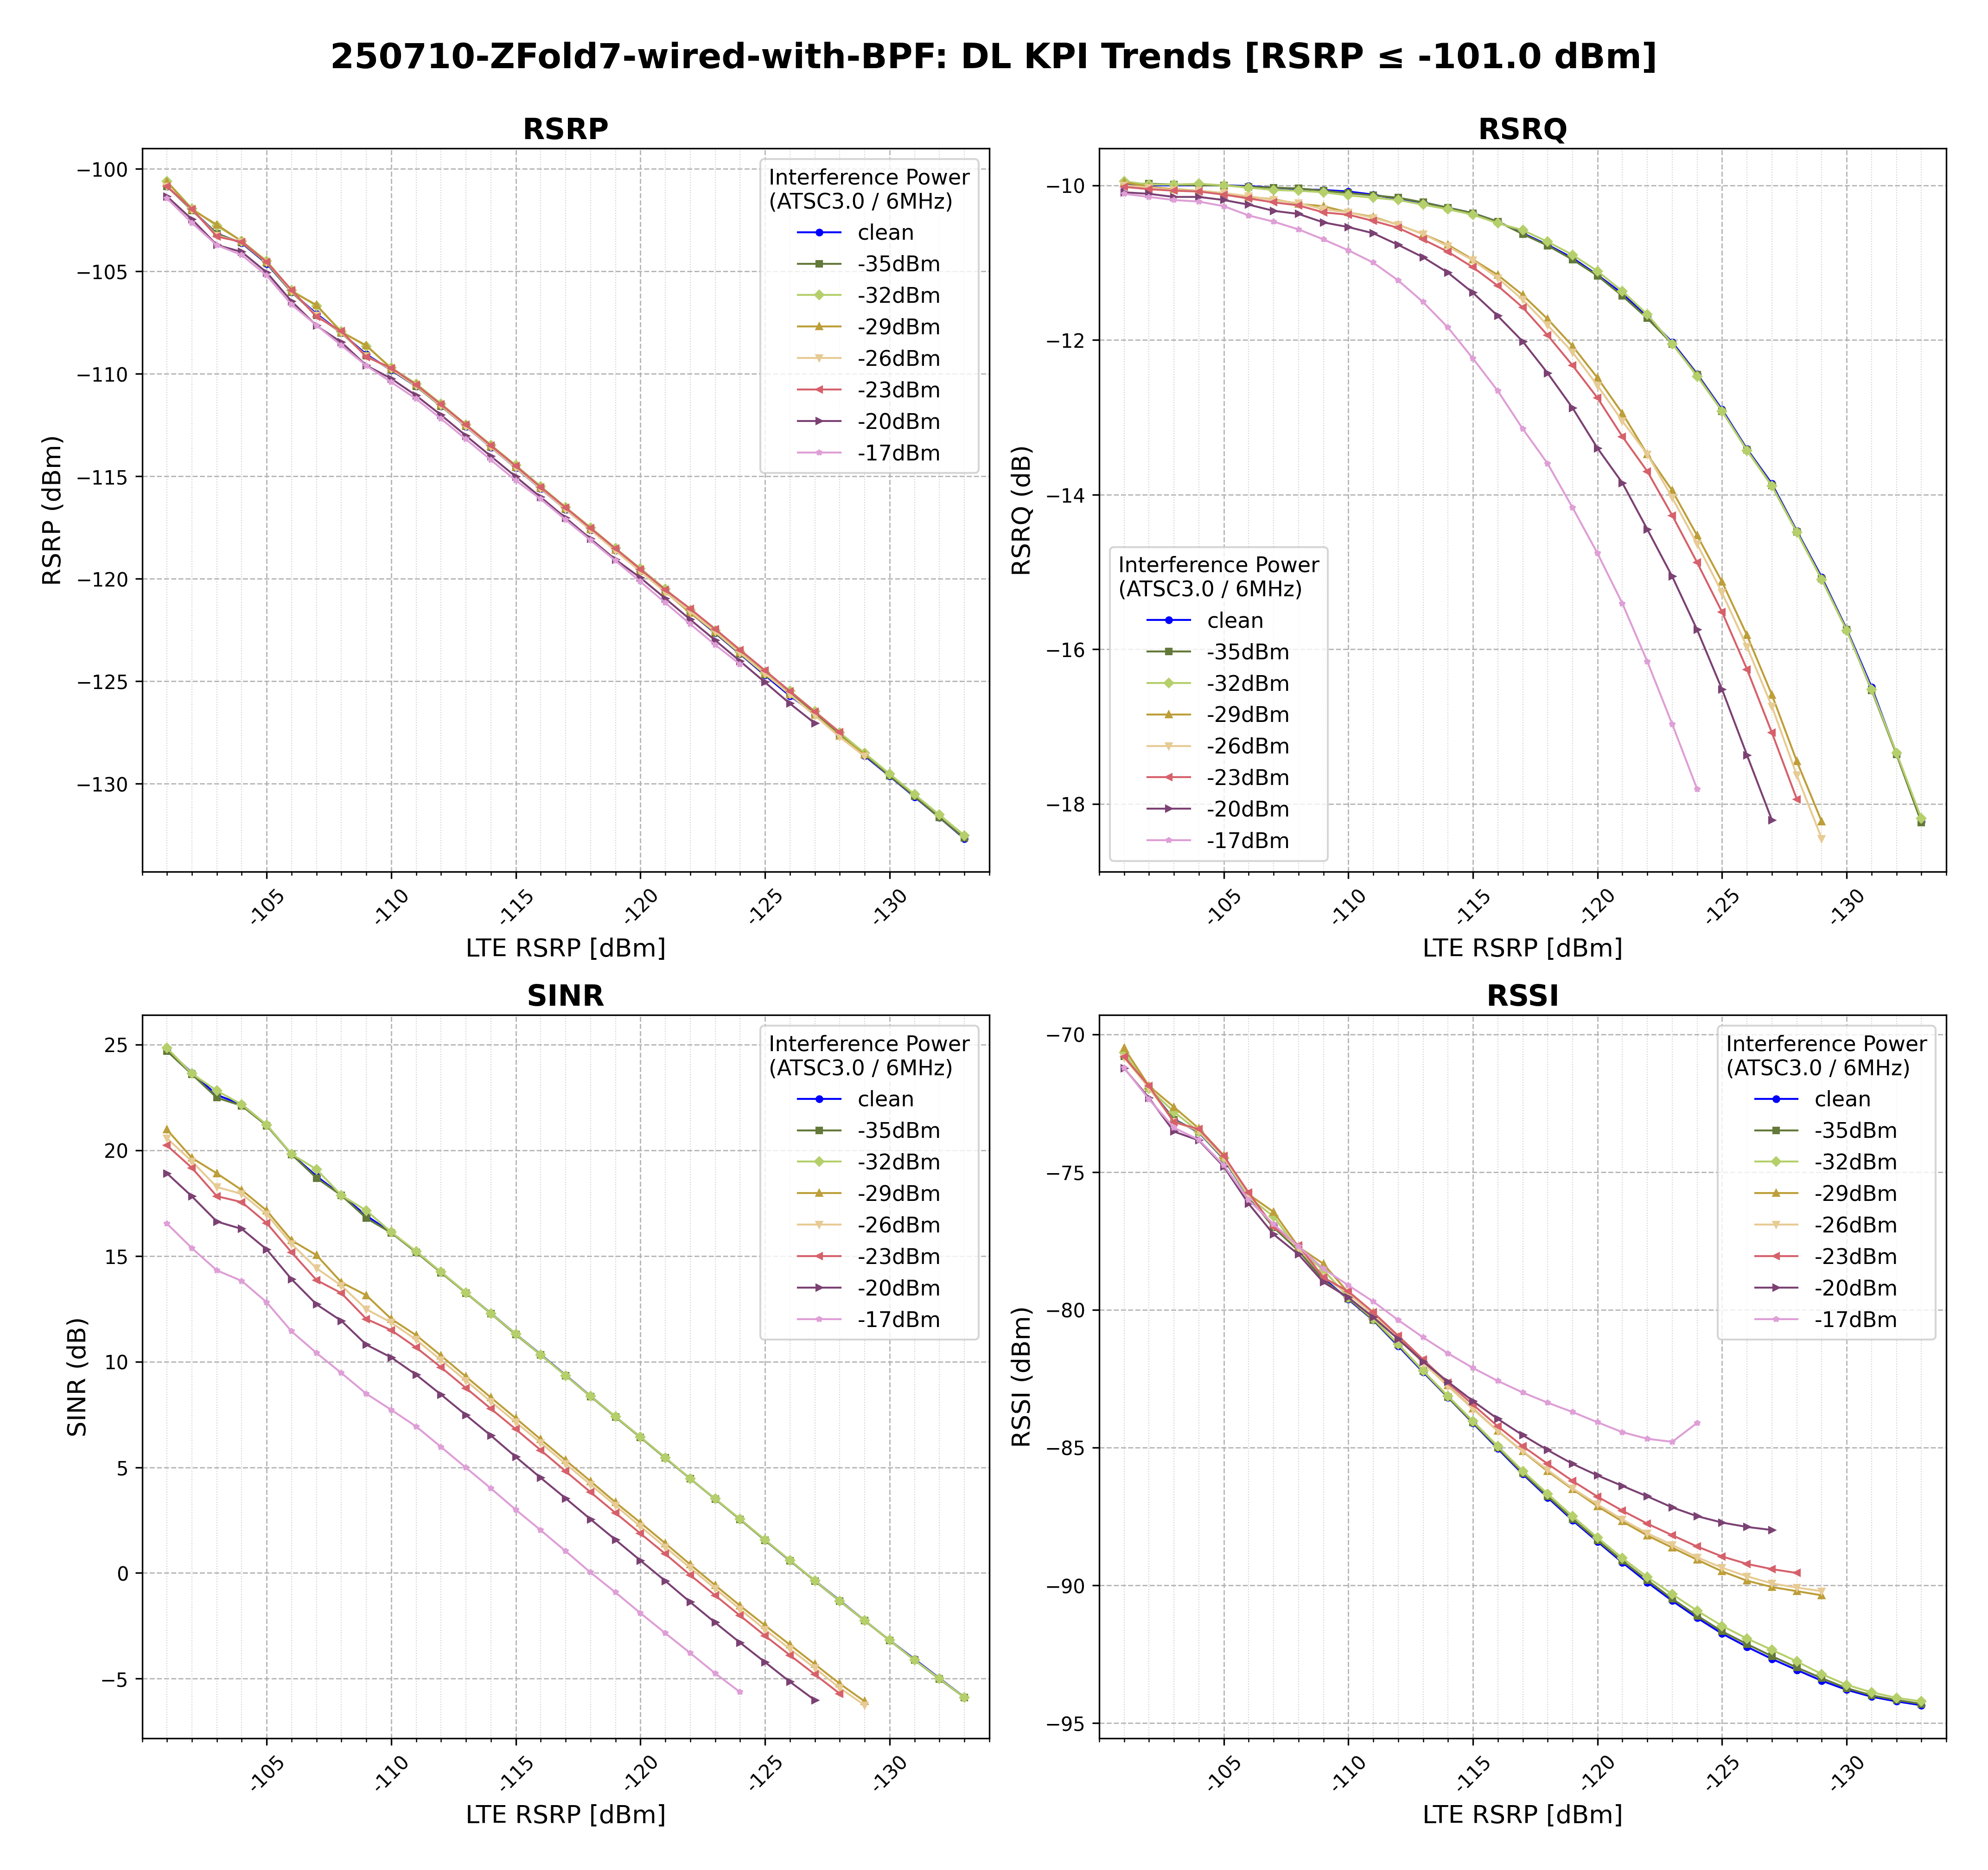 250710-ZFold7-wired-with-BPF: DL KPI Trends [RSRP ≤ -101.0 dBm]
RSRP
RSRP (dBm)
−100
−105
−110
−115
−120
−125
−130
Interference Power
(ATSC3.0 / 6MHz)
clean
-35dBm
-32dBm
-29dBm
-26dBm
-23dBm
-20dBm
-17dBm
-105
-110
-115
-120
-125
-130
LTE RSRP [dBm]
RSRQ
RSRQ (dB)
−10
−12
−14
−16
−18
Interference Power
(ATSC3.0 / 6MHz)
clean
-35dBm
-32dBm
-29dBm
-26dBm
-23dBm
-20dBm
-17dBm
-105
-110
-115
-120
-125
-130
LTE RSRP [dBm]
SINR
SINR (dB)
25
20
15
10
5
0
−5
Interference Power
(ATSC3.0 / 6MHz)
clean
-35dBm
-32dBm
-29dBm
-26dBm
-23dBm
-20dBm
-17dBm
-105
-110
-115
-120
-125
-130
LTE RSRP [dBm]
RSSI
RSSI (dBm)
−70
−75
−80
−85
−90
−95
Interference Power
(ATSC3.0 / 6MHz)
clean
-35dBm
-32dBm
-29dBm
-26dBm
-23dBm
-20dBm
-17dBm
-105
-110
-115
-120
-125
-130
LTE RSRP [dBm]